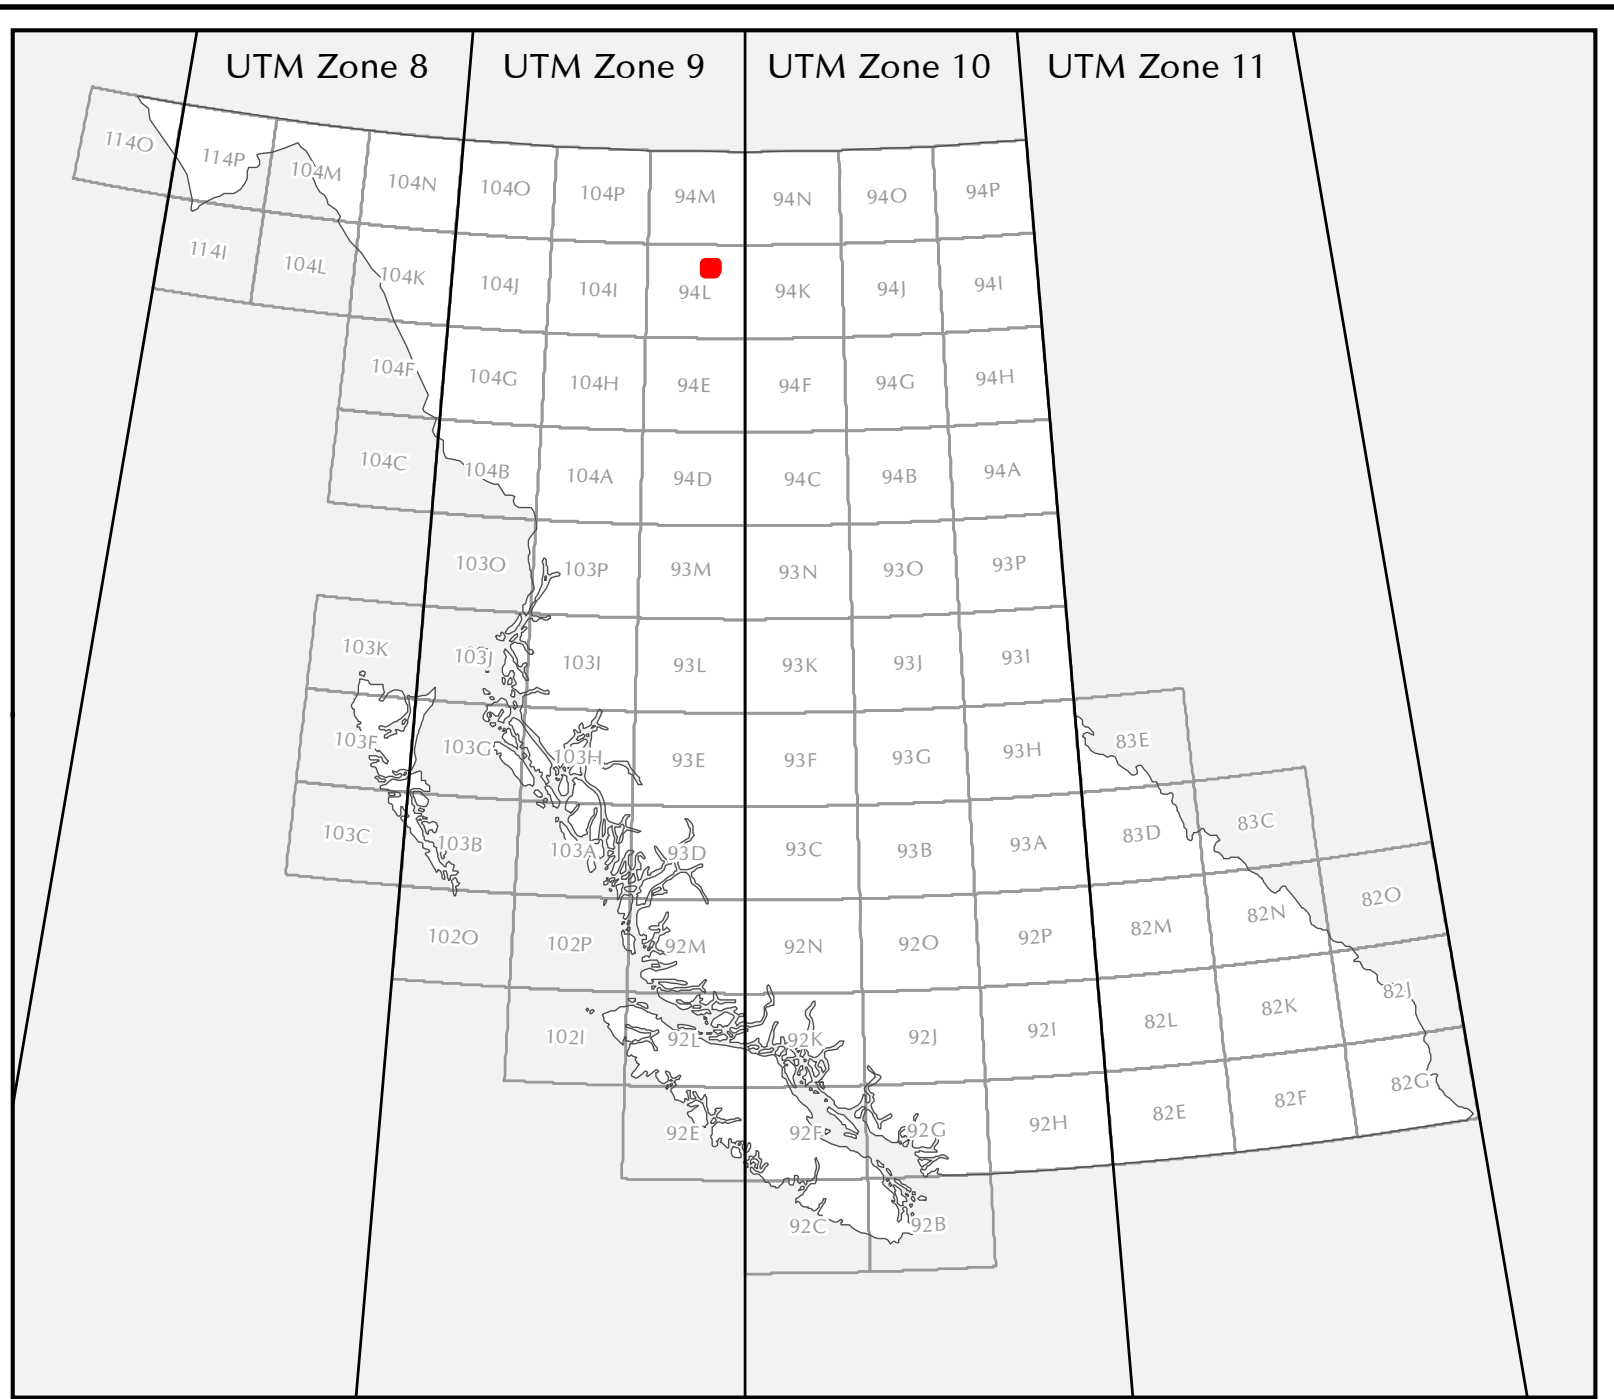 UTM Zone 8 UTM Zone 9 UTM Zone 10 UTM Zone 11
114O 114P 104M 104N 104O 104P 94M 94N 94O 94P
114I 104L 104K 104J 104I 94L 94K 94J 94I
104F 104G 104H 94E 94F 94G 94H
104C 104B 104A 94D 94C 94B 94A
103O 103P 93M 93N 93O 93P
103K 103J 103I 93L 93K 93J 93I
103F 103G 103H 93E 93F 93G 93H 83E
103C 103B 103A 93D 93C 93B 93A 83D 83C
102O 102P 92M 92N 92O 92P 82M 82N 82O
102I 92L 92K 92J 92I 82L 82K 82J
92E 92F 92G 92H 82E 82F 82G
92C 92B